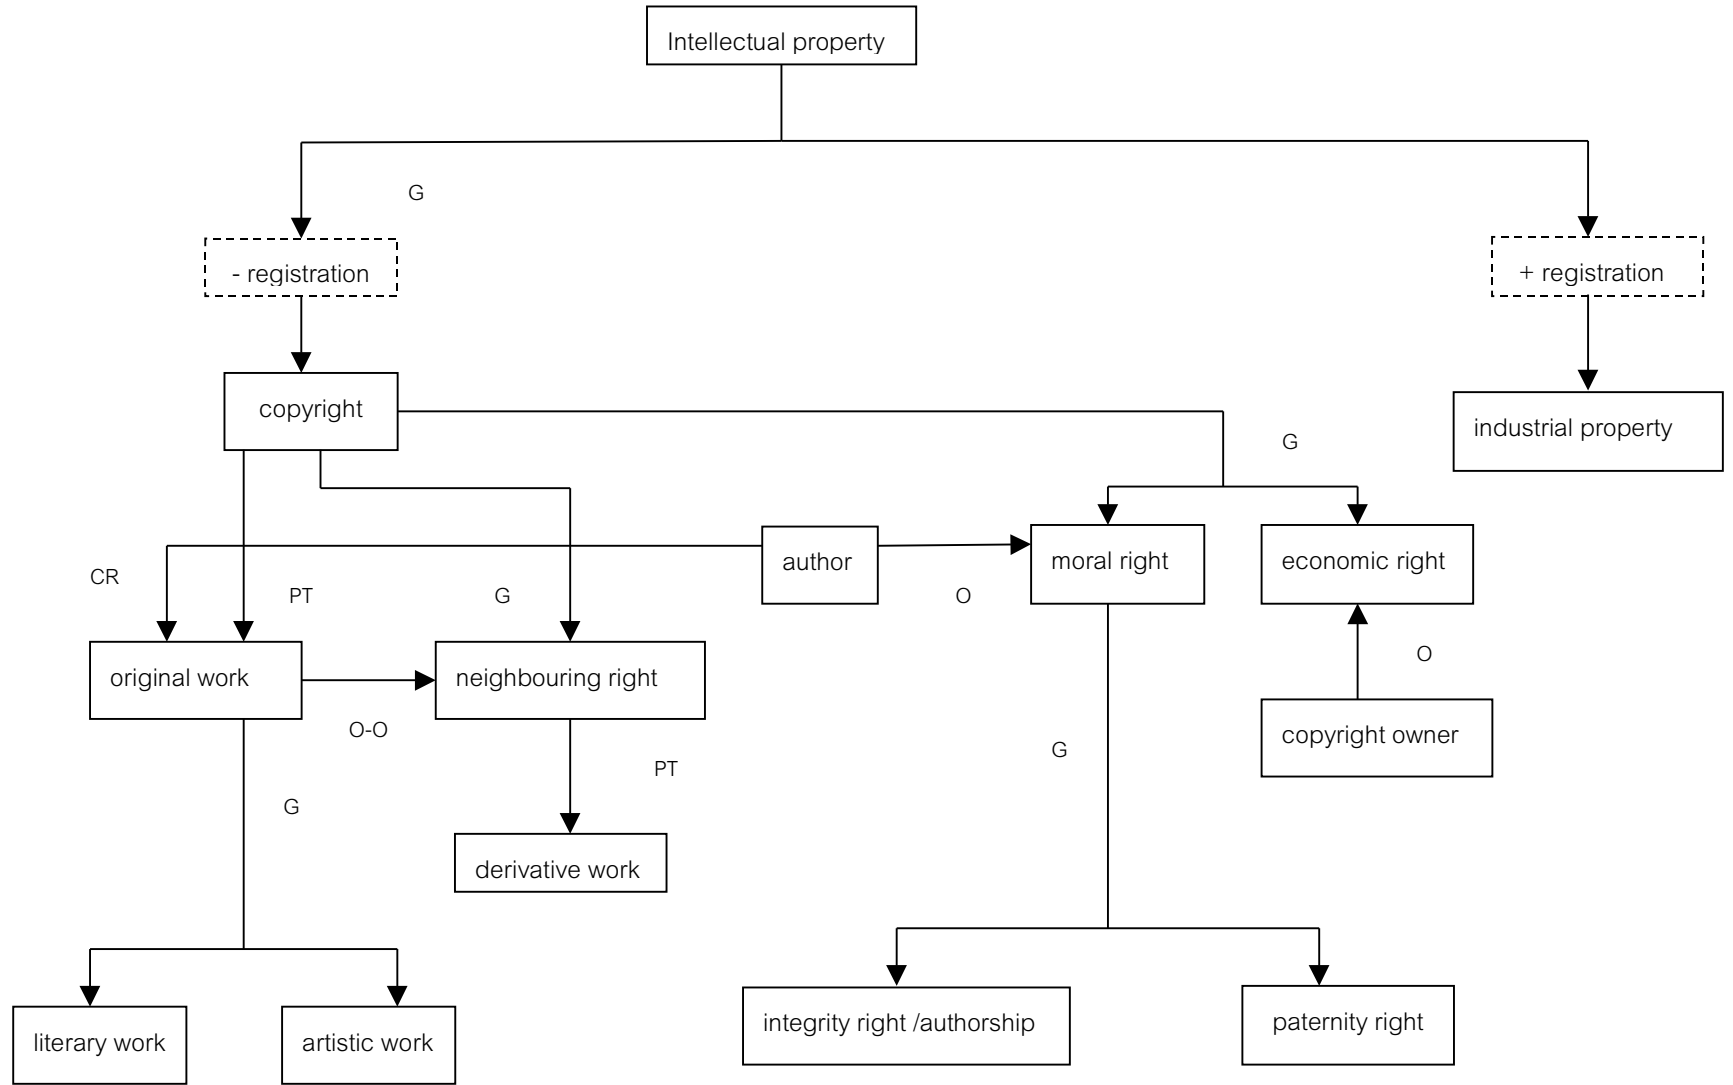 Intellectual property
G
- registration
+ registration
copyright
industrial property
G
author
moral right
economic right
CR
PT
G
O
original work
neighbouring right
O
O-O
copyright owner
G
PT
G
derivative work
integrity right /authorship
paternity right
literary work
artistic work